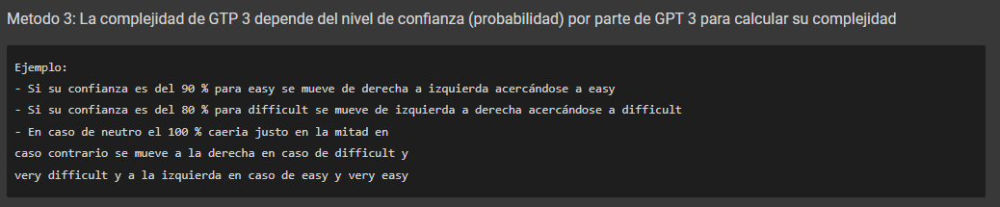 Metodo 3: La complejidad de GTP 3 depende del nivel de confianza (probabilidad) por parte de GPT 3 para calcular su complejidad
Ejemplo:
- Si su confianza es del 90 % para easy se mueve de derecha a izquierda acercándose a easy
- Si su confianza es del 80 % para difficult se mueve de izquierda a derecha acercándose a difficult
- En caso de neutro el 100 % caeria justo en la mitad en
caso contrario se mueve a la derecha en caso de difficult y
very difficult y a la izquierda en caso de easy y very easy